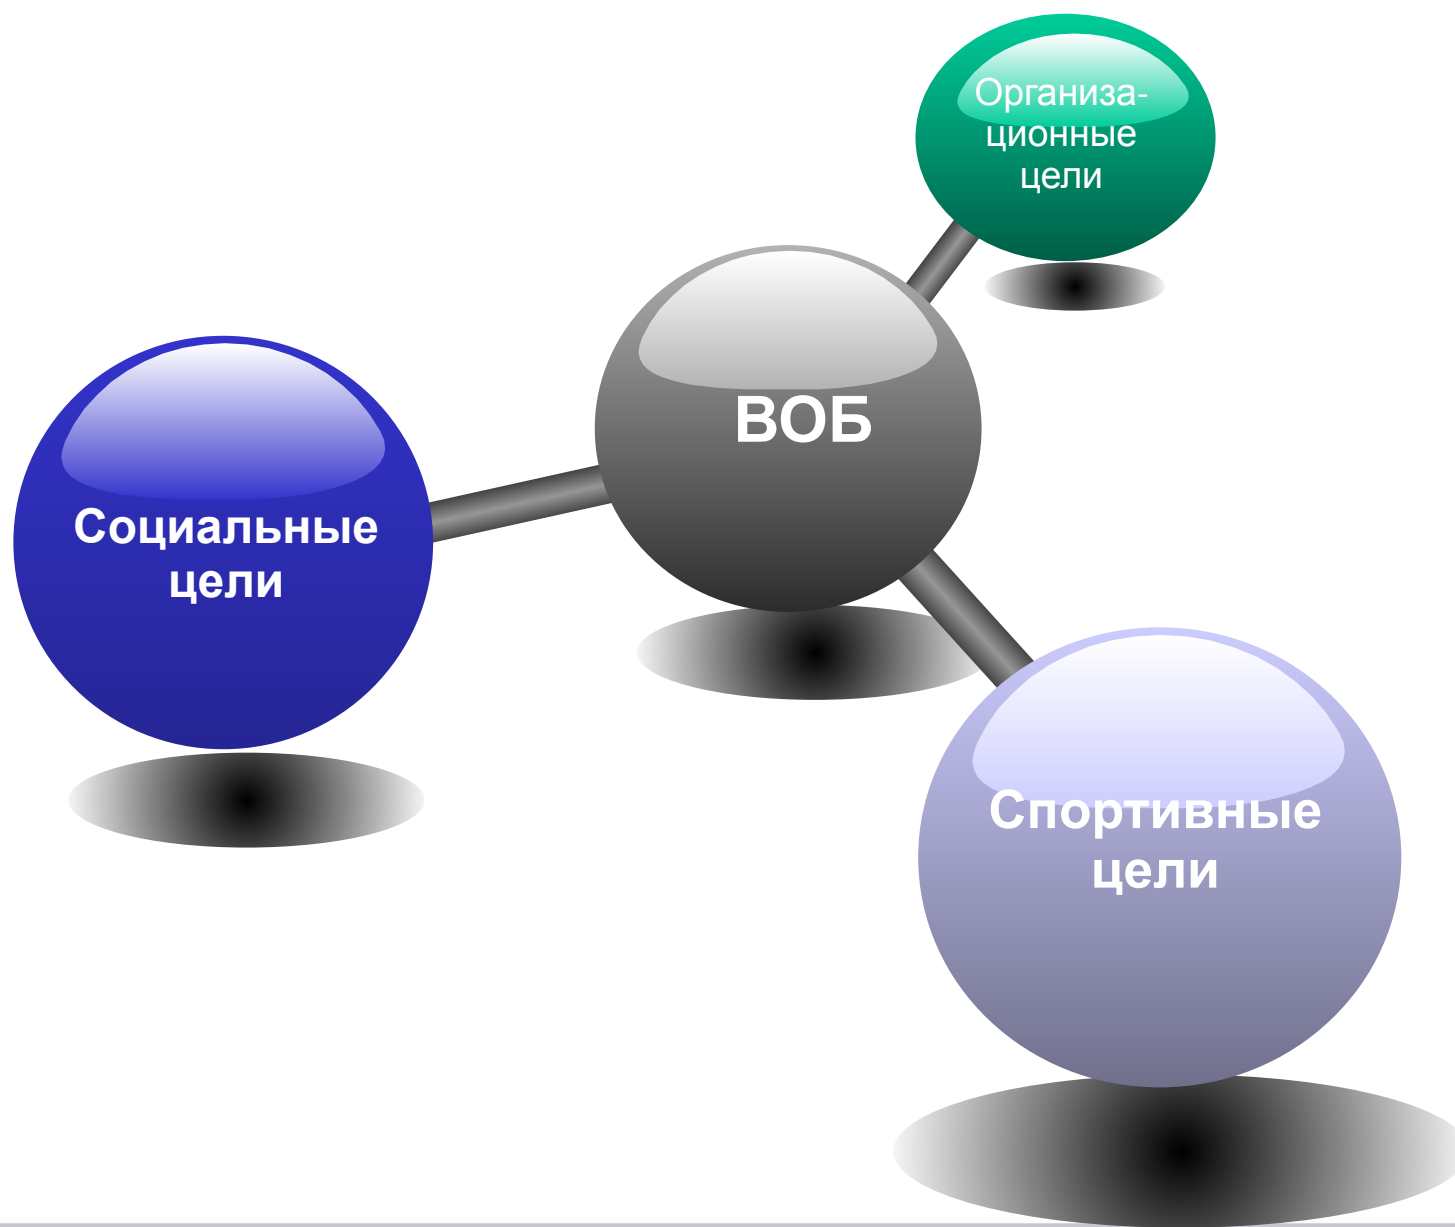 Организа-
ционные
цели
ВОБ
Социальные
цели
Спортивные
цели